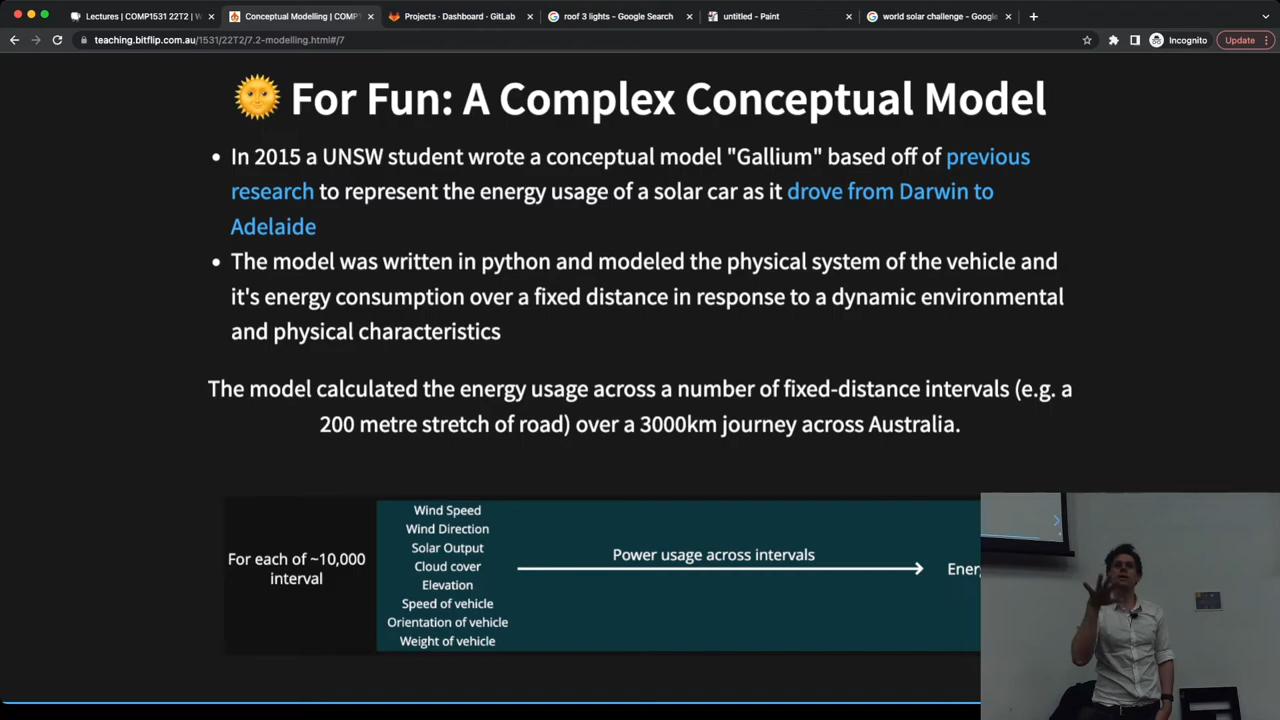 Lectures | COMP1531 22T2 | W
Conceptual Modelling | COMP1
Projects · Dashboard · GitLab
roof 3 lights - Google Search
untitled - Paint
world solar challenge - Google
teaching.bitflip.com.au/1531/22T2/7.2-modelling.html#/7
Incognito
Update
For Fun: A Complex Conceptual Model
In 2015 a UNSW student wrote a conceptual model "Gallium" based off of previous
research to represent the energy usage of a solar car as it drove from Darwin to
Adelaide
The model was written in python and modeled the physical system of the vehicle and
it's energy consumption over a fixed distance in response to a dynamic environmental
and physical characteristics
The model calculated the energy usage across a number of fixed-distance intervals (e.g. a
200 metre stretch of road) over a 3000km journey across Australia.
For each of ~10,000
interval
Wind Speed
Wind Direction
Solar Output
Cloud cover
Elevation
Speed of vehicle
Orientation of vehicle
Weight of vehicle
Power usage across intervals
Energ